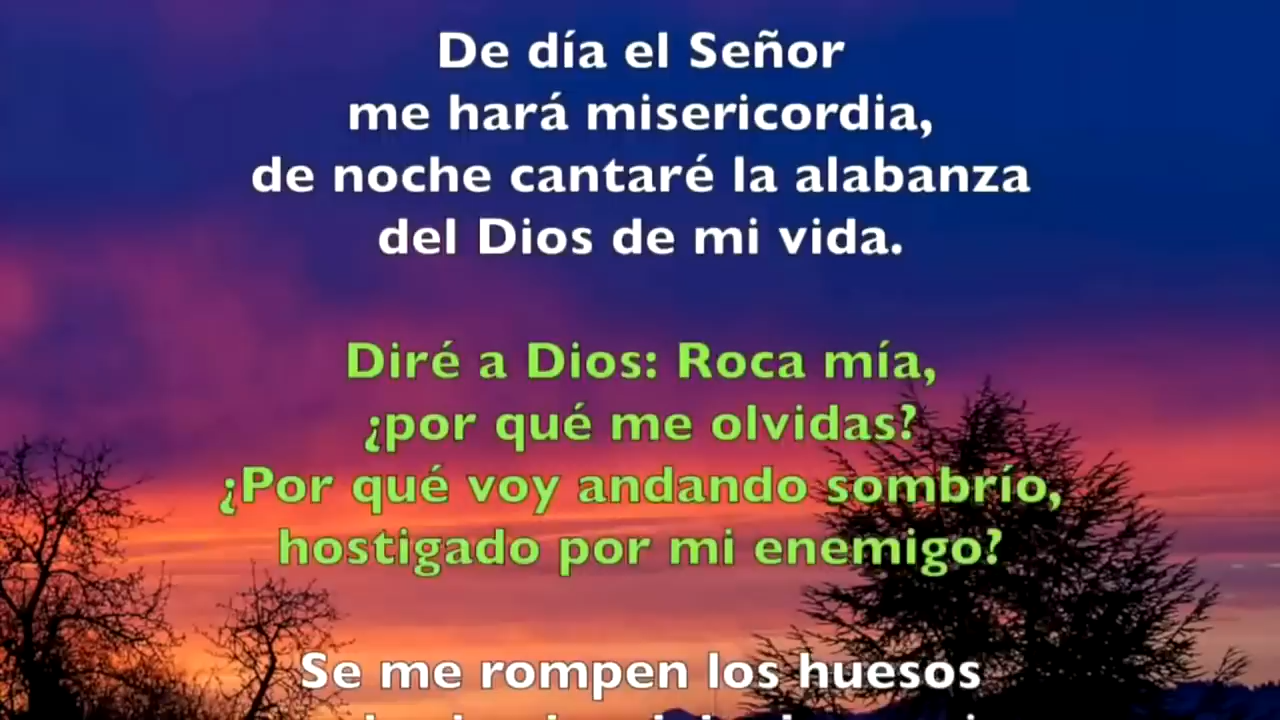 De día el Señor
me hará misericordia,
de noche cantaré la alabanza
del Dios de mi vida.
Diré a Dios: Roca mía,
¿por qué me olvidas?
¿Por qué voy andando sombrío,
hostigado por mi enemigo?
Se me rompen los huesos